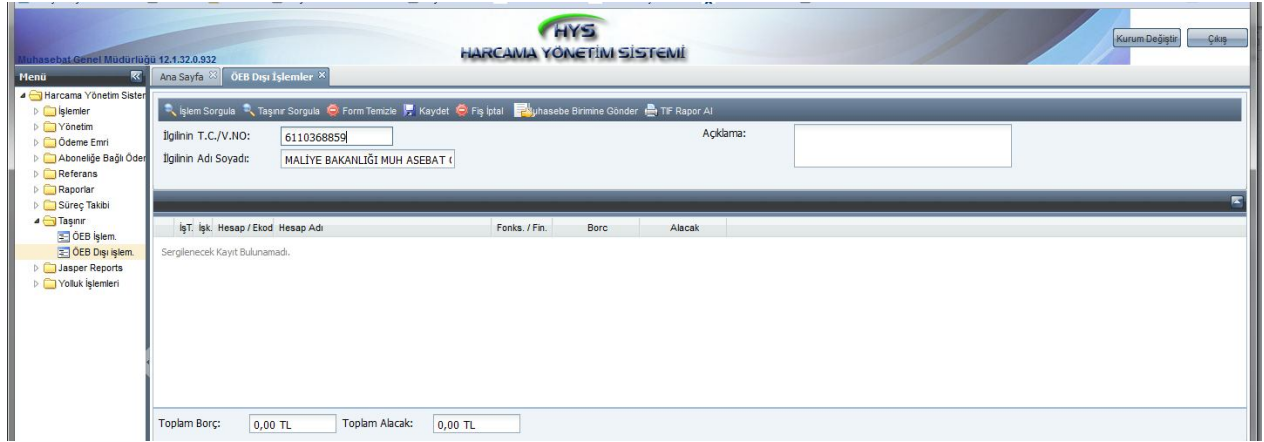 HYS
HARCAMA YÖNETİM SİSTEMİ
Kurum Değiştir
Çıkış
Muhasebat Genel Müdürlüğü 12.1.32.0.932
Menü
Ana Sayfa
ÖEB Dışı İşlemler
Harcama Yönetim Sister
İşlemler
Yönetim
Ödeme Emri
Aboneliğe Bağlı Öder
Referans
Raporlar
Süreç Takibi
Taşınır
ÖEB İşlem.
ÖEB Dışı işlem.
Jasper Reports
Yolluk İşlemleri
İşlem Sorgula Taşınır Sorgula Form Temizle Kaydet Fiş İptal Muhasebe Birimine Gönder TİF Rapor Al
İlgilinin T.C./V.NO: 6110368859
Açıklama:
İlgilinin Adı Soyadı: MALİYE BAKANLIĞI MUH ASEBAT (
İşT. İşk. Hesap / Ekod Hesap Adı Fonks. / Fin. Borc Alacak
Sergilenecek Kayıt Bulunamadı.
Toplam Borç: 0,00 TL Toplam Alacak: 0,00 TL